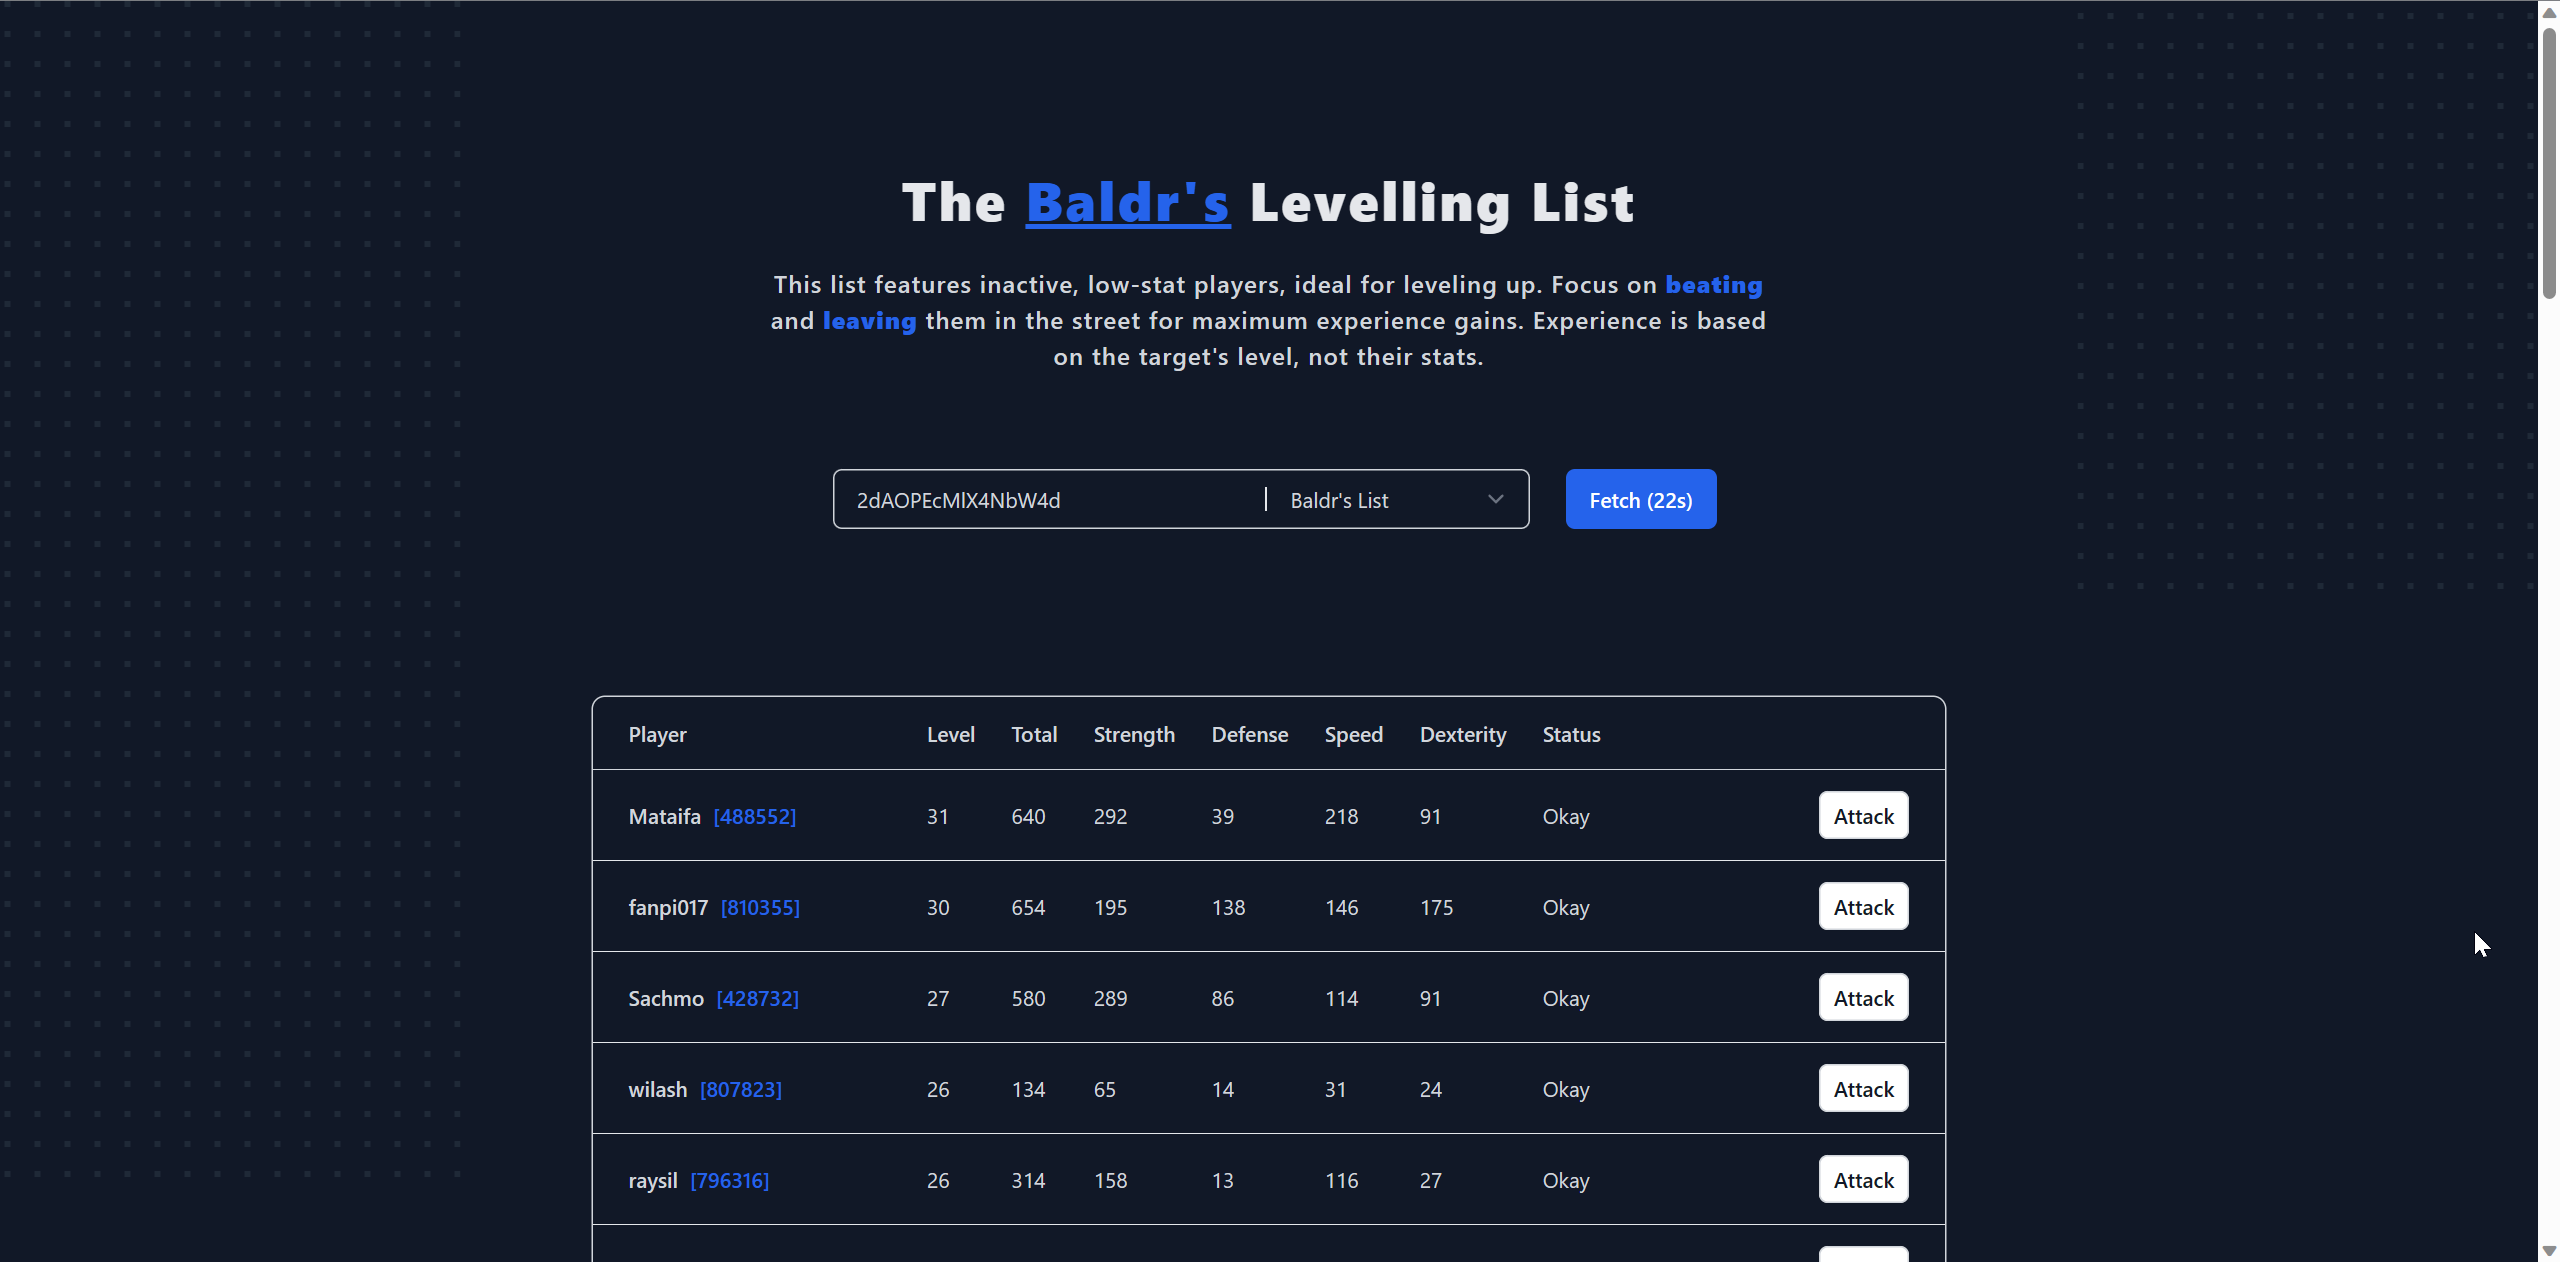 The Baldr's Levelling List
This list features inactive, low-stat players, ideal for leveling up. Focus on beating
and leaving them in the street for maximum experience gains. Experience is based
on the target's level, not their stats.
2dAOPEcMlX4NbW4d | Baldr's List Fetch (22s)
Player Level Total Strength Defense Speed Dexterity Status
Mataifa [488552] 31 640 292 39 218 91 Okay Attack
fanpi017 [810355] 30 654 195 138 146 175 Okay Attack
Sachmo [428732] 27 580 289 86 114 91 Okay Attack
wilash [807823] 26 134 65 14 31 24 Okay Attack
raysil [796316] 26 314 158 13 116 27 Okay Attack